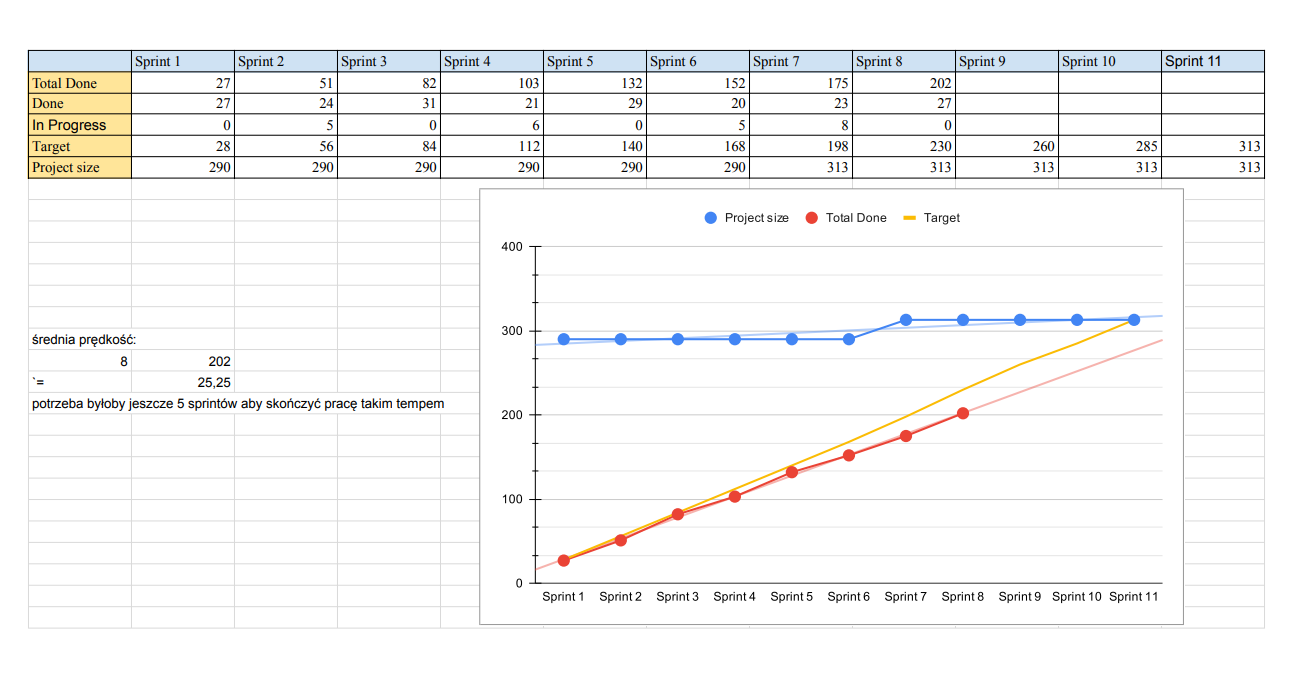 Sprint 1 Sprint 2 Sprint 3 Sprint 4 Sprint 5 Sprint 6 Sprint 7 Sprint 8 Sprint 9 Sprint 10 Sprint 11
Total Done 27 51 82 103 132 152 175 202
Done 27 24 31 21 29 20 23 27
In Progress 0 5 0 6 0 5 8 0
Target 28 56 84 112 140 168 198 230 260 285 313
Project size 290 290 290 290 290 290 313 313 313 313 313
Project size Total Done Target
400
300
200
100
0
Sprint 1 Sprint 2 Sprint 3 Sprint 4 Sprint 5 Sprint 6 Sprint 7 Sprint 8 Sprint 9 Sprint 10 Sprint 11
średnia prędkość:
8 202
`= 25,25
potrzeba byłoby jeszcze 5 sprintów aby skończyć pracę takim tempem